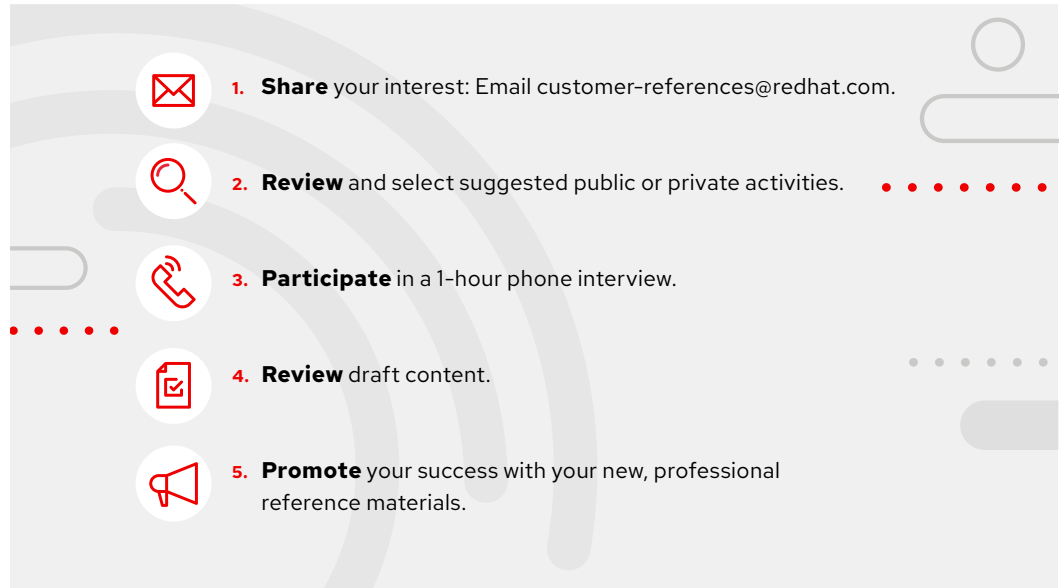 1. Share your interest: Email customer-references@redhat.com.
2. Review and select suggested public or private activities.
3. Participate in a 1-hour phone interview.
4. Review draft content.
5. Promote your success with your new, professional
reference materials.